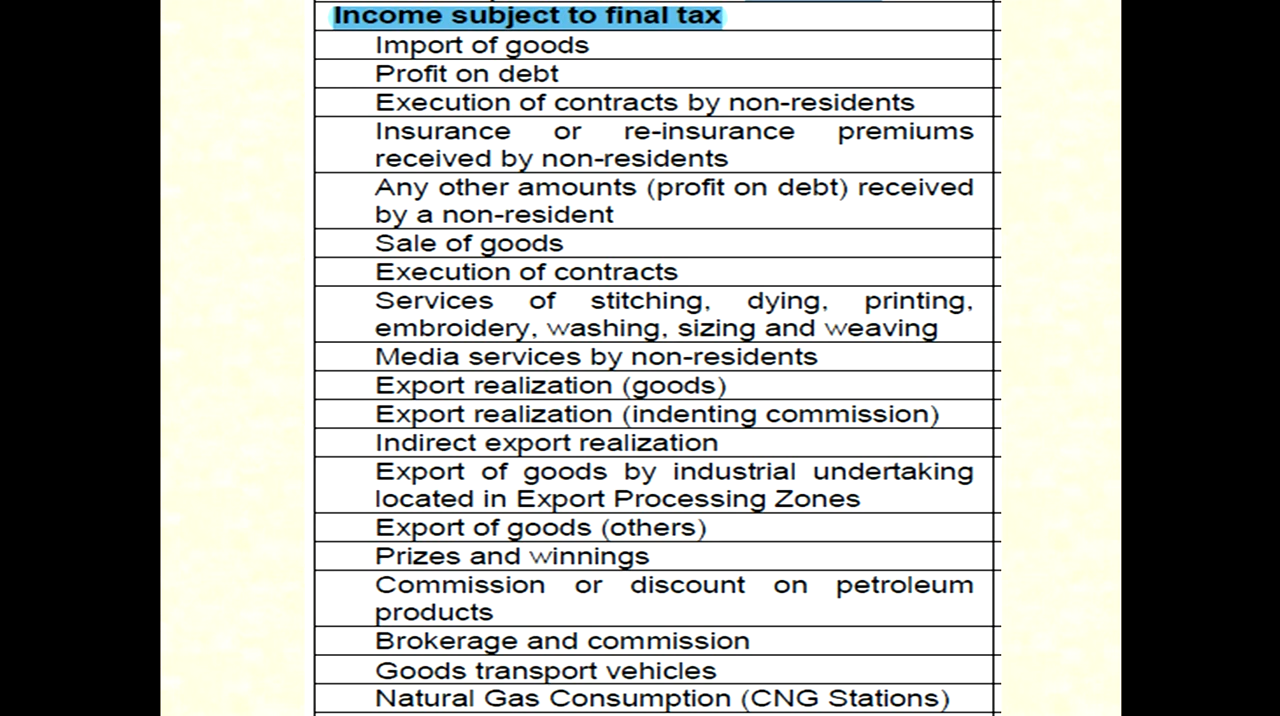 Income subject to final tax
Import of goods
Profit on debt
Execution of contracts by non-residents
Insurance or re-insurance premiums
received by non-residents
Any other amounts (profit on debt) received
by a non-resident
Sale of goods
Execution of contracts
Services of stitching, dying, printing,
embroidery, washing, sizing and weaving
Media services by non-residents
Export realization (goods)
Export realization (indenting commission)
Indirect export realization
Export of goods by industrial undertaking
located in Export Processing Zones
Export of goods (others)
Prizes and winnings
Commission or discount on petroleum
products
Brokerage and commission
Goods transport vehicles
Natural Gas Consumption (CNG Stations)